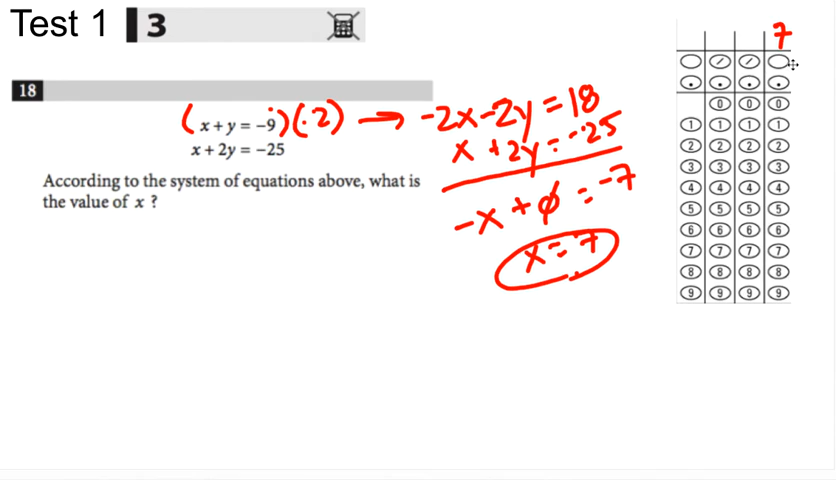 Test 1 3
18
(x + y = −9)(-2) → -2x-2y=18
x + 2y = −25
x +2y=-25
According to the system of equations above, what is
the value of x ?
-x + 0 = -7
x = 7
7
/ /
. . . .
0 0 0
1 1 1 1
2 2 2 2
3 3 3 3
4 4 4 4
5 5 5 5
6 6 6 6
7 7 7 7
8 8 8 8
9 9 9 9